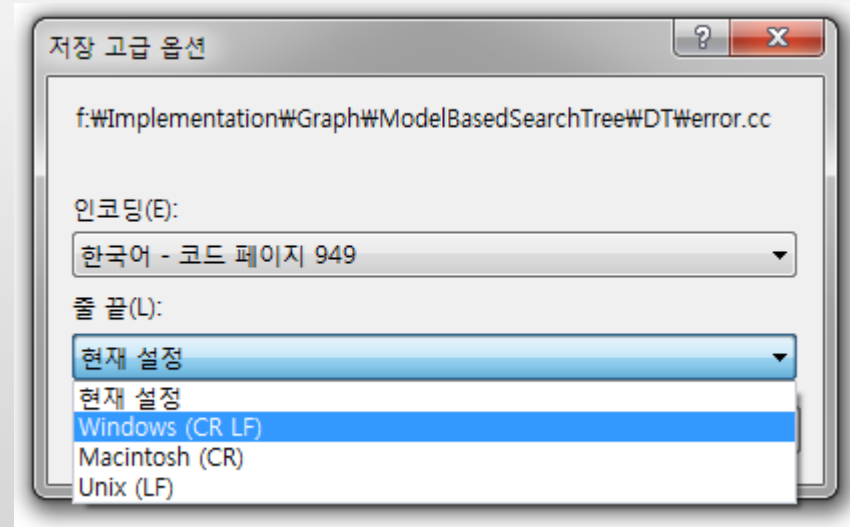 저장 고급 옵션
f:₩Implementation₩Graph₩ModelBasedSearchTree₩DT₩error.cc
인코딩(E):
한국어 - 코드 페이지 949
줄 끝(L):
현재 설정
현재 설정
Windows (CR LF)
Macintosh (CR)
Unix (LF)